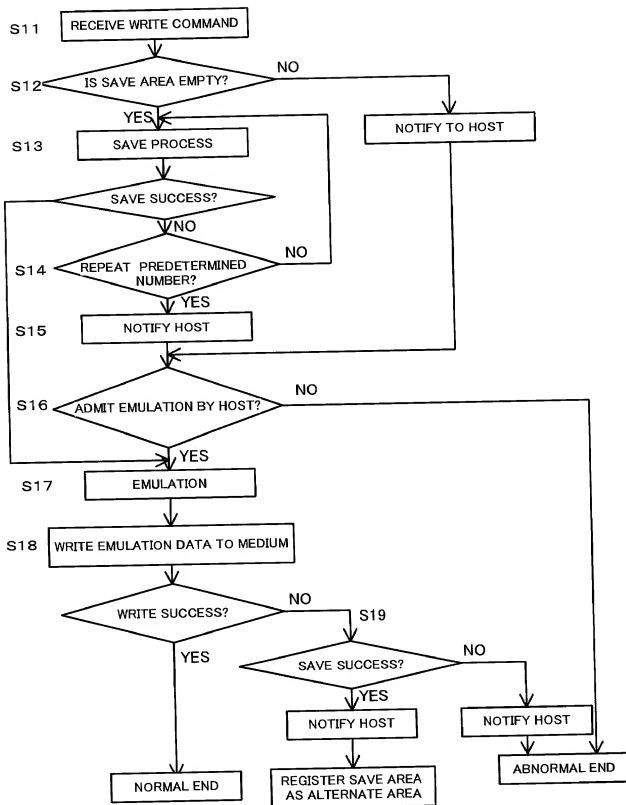 S11 RECEIVE WRITE COMMAND
S12 IS SAVE AREA EMPTY? NO
YES
NOTIFY TO HOST
S13 SAVE PROCESS
SAVE SUCCESS?
NO
S14 REPEAT PREDETERMINED NO
NUMBER?
YES
S15 NOTIFY HOST
S16 ADMIT EMULATION BY HOST? NO
YES
S17 EMULATION
S18 WRITE EMULATION DATA TO MEDIUM
WRITE SUCCESS? NO
S19
YES
SAVE SUCCESS? NO
YES
NOTIFY HOST
NOTIFY HOST
NORMAL END
REGISTER SAVE AREA
AS ALTERNATE AREA
ABNORMAL END